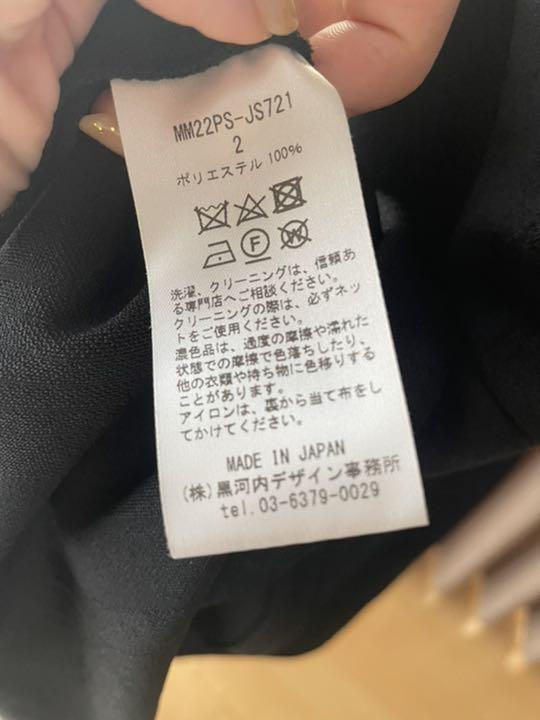 MM22PS-JS721
2
ポリエステル 100%
F
W
洗濯、クリーニングは、信頼あ
る専門店へご相談ください。
クリーニングの際は、必ずネッ
トをご使用ください。
濃色品は、過度の摩擦や濡れた
状態での摩擦で色落ちしたり、
他の衣類や持ち物に色移りする
ことがあります。
アイロンは、裏から当て布をし
てかけてください。
MADE IN JAPAN
(株)黒河内デザイン事務所
tel.03-6379-0029